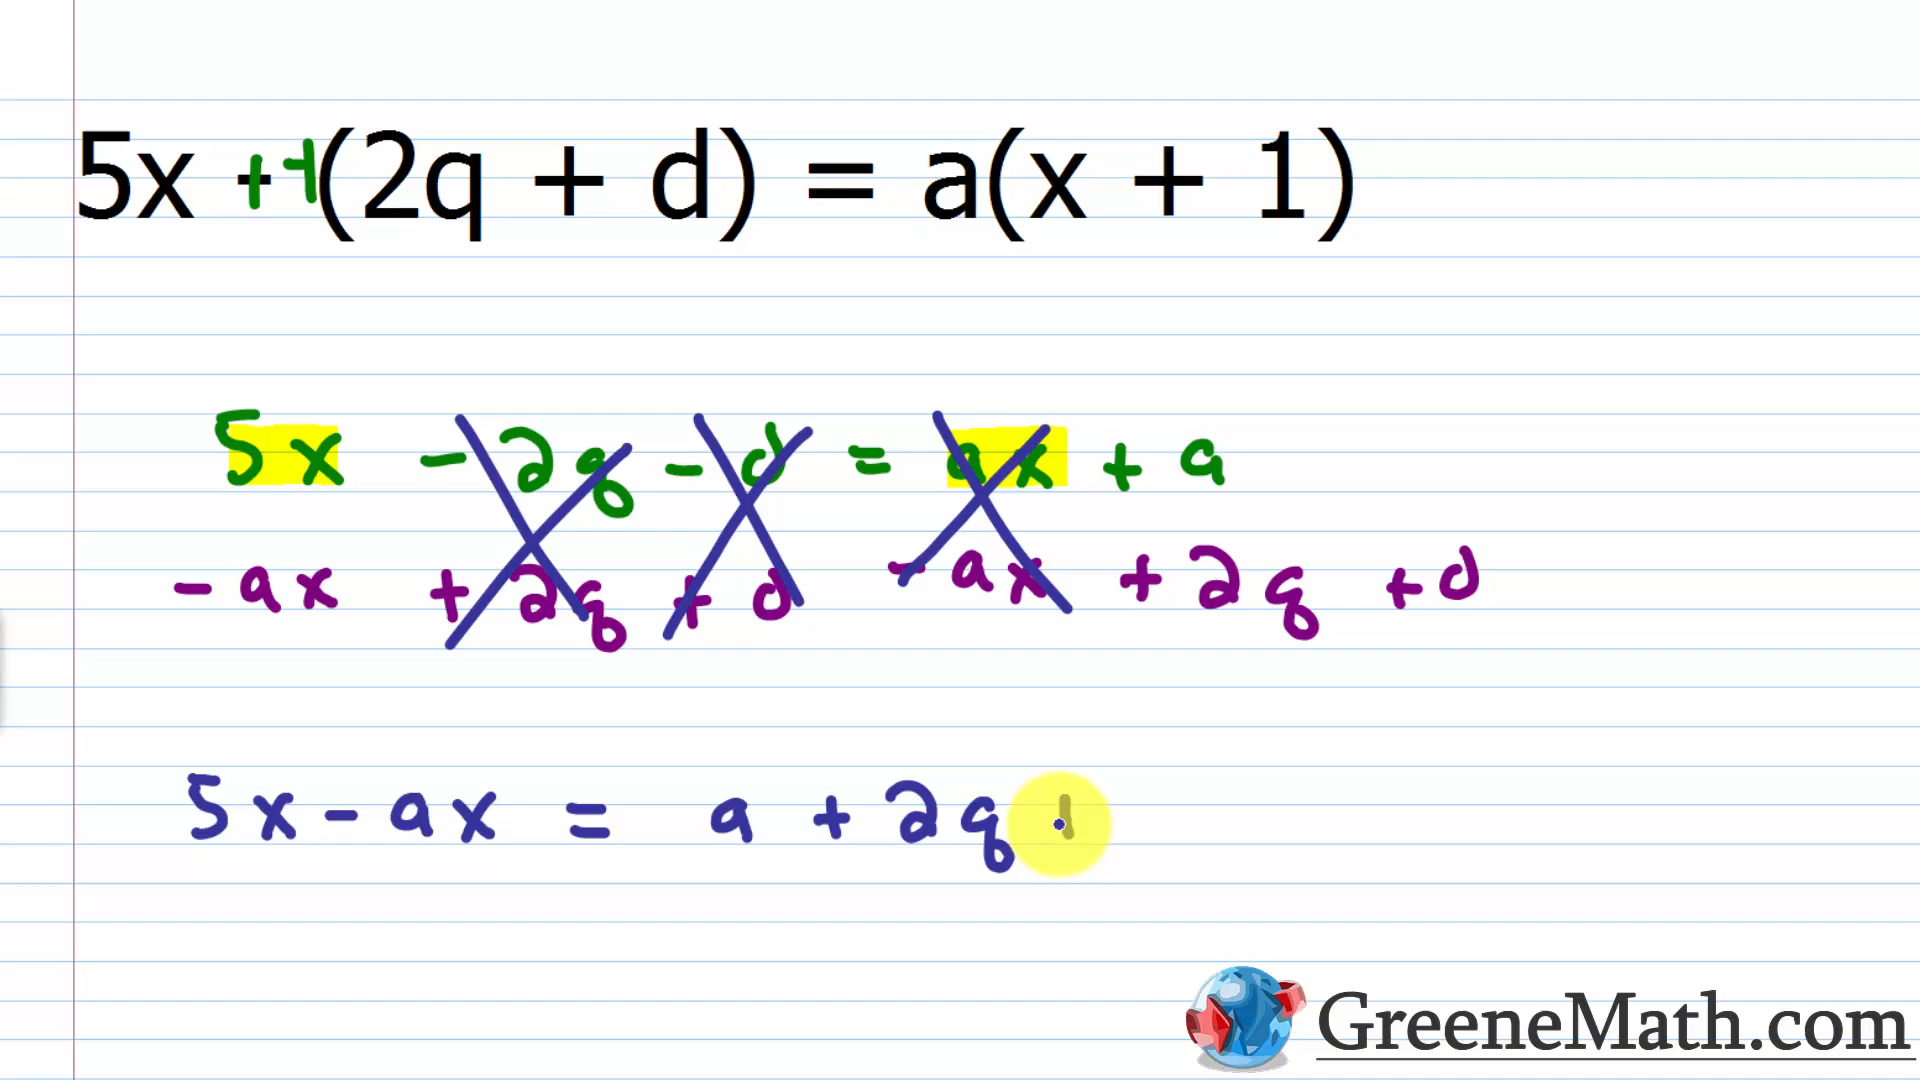 5x + -1(2q + d) = a(x + 1)
5x - 2q - d = ax + a
- ax + 2q + d - ax + 2q + d
5x - ax = a + 2q
GreeneMath.com